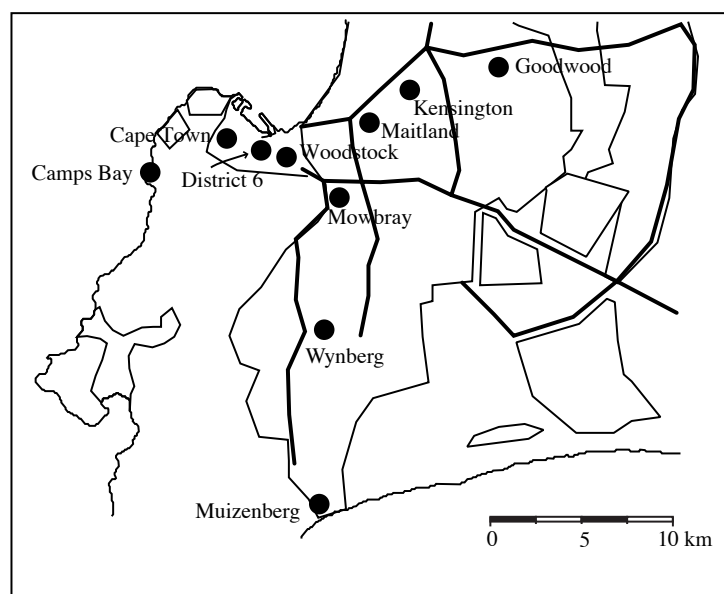 Goodwood
Kensington
Maitland
Cape Town
Woodstock
Camps Bay
District 6
Mowbray
Wynberg
Muizenberg
0 5 10 km